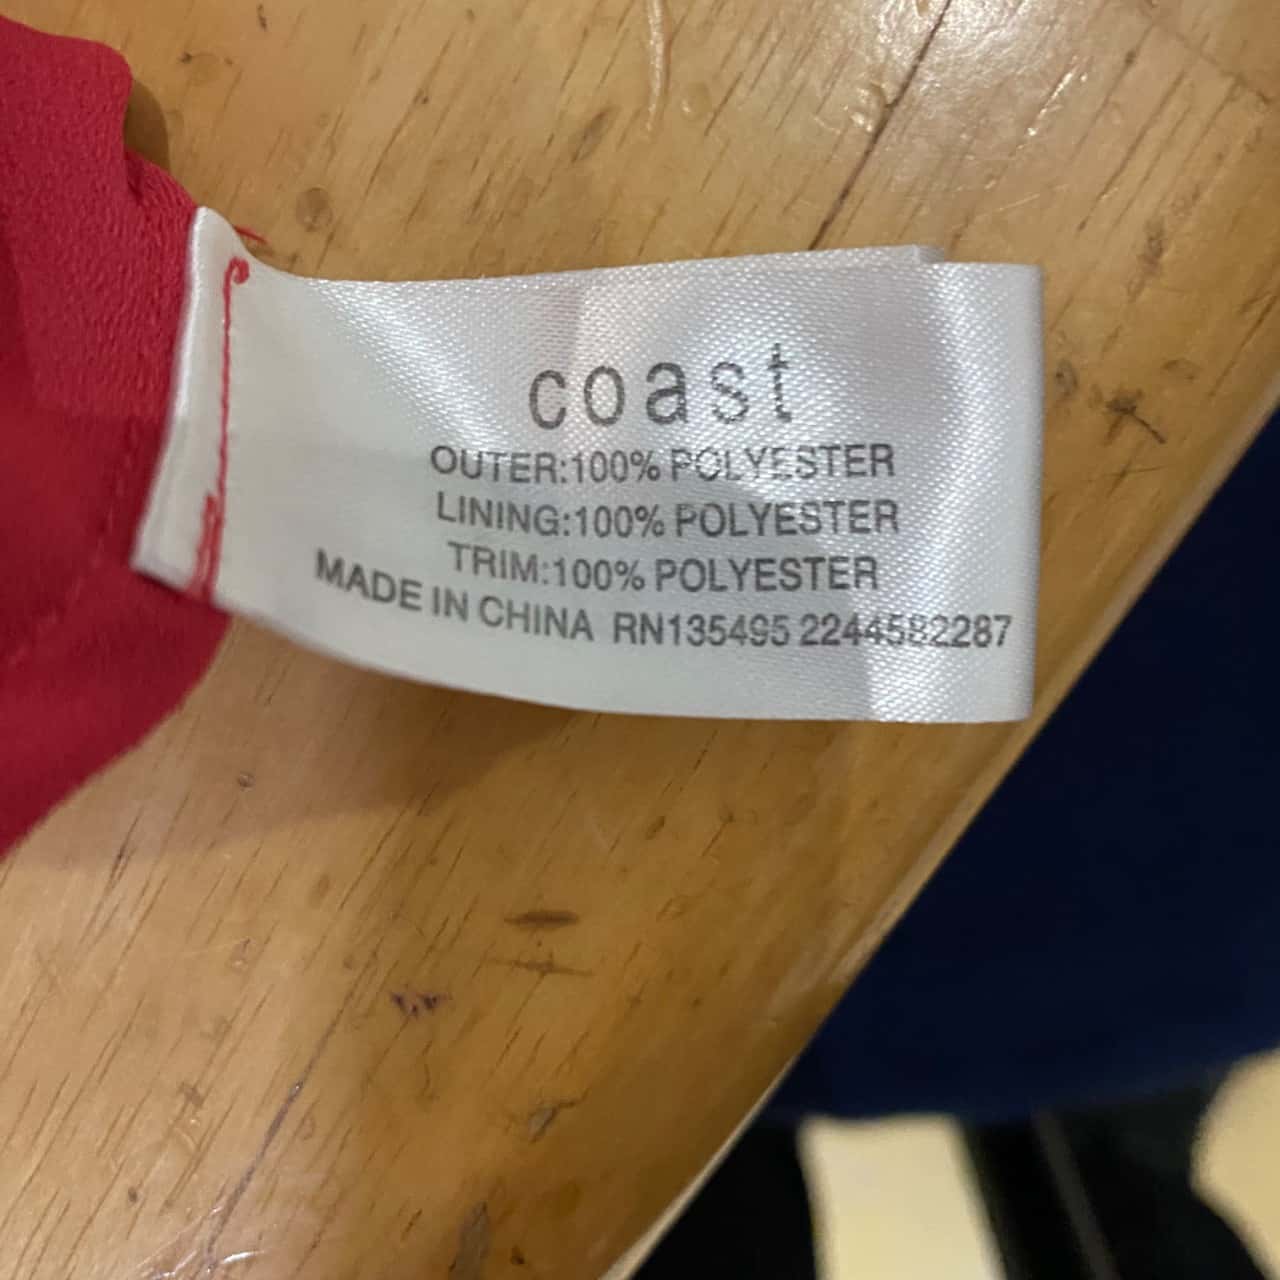 coast
OUTER:100% POLYESTER
LINING:100% POLYESTER
TRIM:100% POLYESTER
MADE IN CHINA RN135495 2244582287